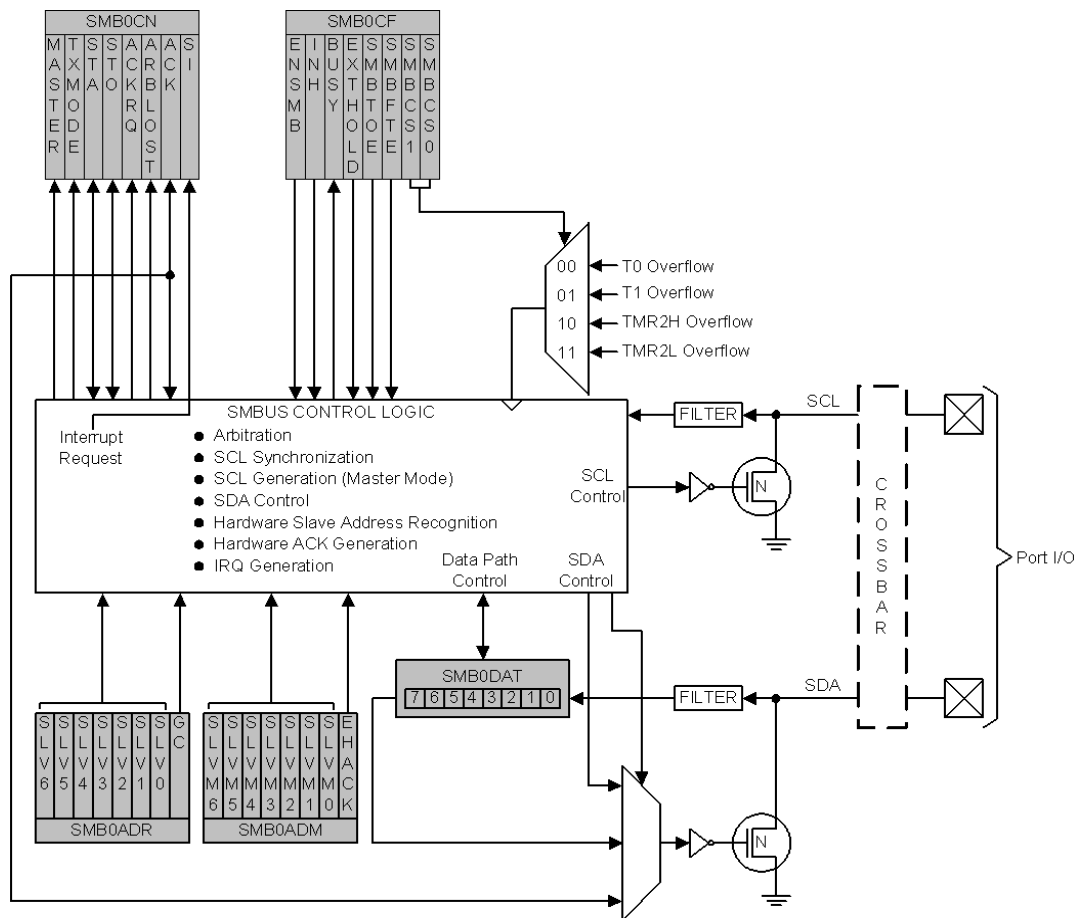 SMB0CN
MASTER
TXMODE
STA
STO
ACKRQ
ARBLOST
ACK
SI
SMB0CF
ENSMB
INH
BUSY
EXTHOLD
SMBTOE
SMBFTE
SMBCS1
SMBCS0
00
T0 Overflow
01
T1 Overflow
10
TMR2H Overflow
11
TMR2L Overflow
SMBUS CONTROL LOGIC
Interrupt
Request
● Arbitration
● SCL Synchronization
● SCL Generation (Master Mode)
● SDA Control
● Hardware Slave Address Recognition
● Hardware ACK Generation
● IRQ Generation
SCL
Control
Data Path
Control
SDA
Control
FILTER
SCL
N
CROSSBAR
Port I/O
SMB0DAT
7 6 5 4 3 2 1 0
FILTER
SDA
N
SLV6
SLV5
SLV4
SLV3
SLV2
SLV1
SLV0
GC
SMB0ADR
SLVM6
SLVM5
SLVM4
SLVM3
SLVM2
SLVM1
SLVM0
EHACK
SMB0ADM